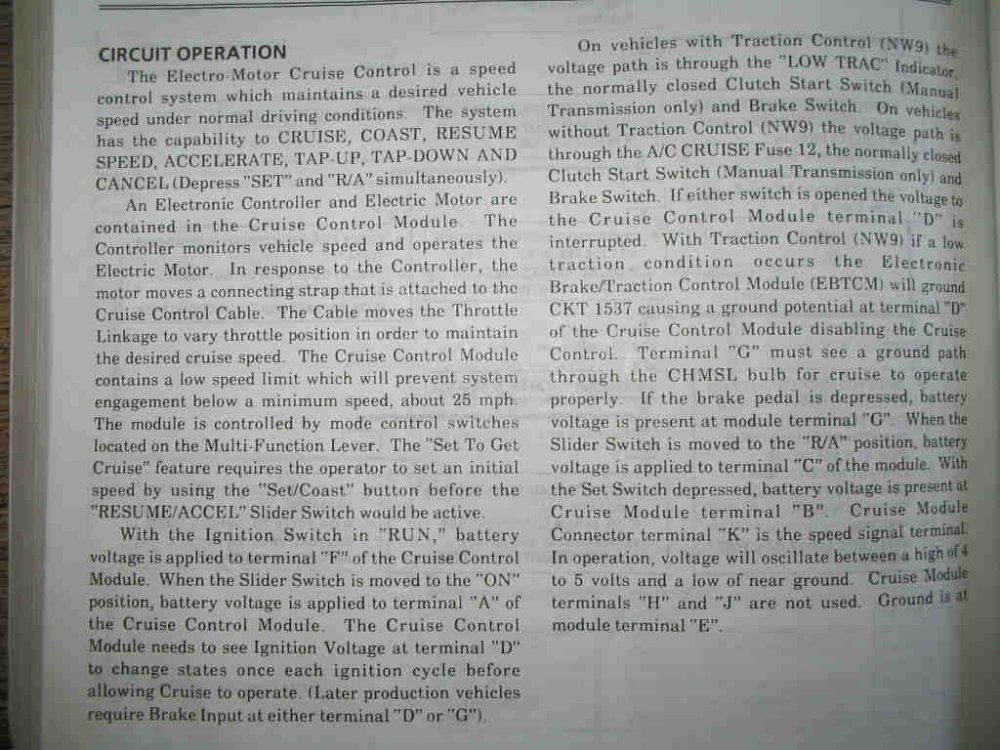 CIRCUIT OPERATION
The Electro-Motor Cruise Control is a speed
control system which maintains a desired vehicle
speed under normal driving conditions. The system
has the capability to CRUISE, COAST, RESUME
SPEED, ACCELERATE, TAP-UP, TAP-DOWN AND
CANCEL (Depress "SET" and "R/A" simultaneously).
An Electronic Controller and Electric Motor are
contained in the Cruise Control Module. The
Controller monitors vehicle speed and operates the
Electric Motor. In response to the Controller, the
motor moves a connecting strap that is attached to the
Cruise Control Cable. The Cable moves the Throttle
Linkage to vary throttle position in order to maintain
the desired cruise speed. The Cruise Control Module
contains a low speed limit which will prevent system
engagement below a minimum speed, about 25 mph.
The module is controlled by mode control switches
located on the Multi-Function Lever. The "Set To Get
Cruise" feature requires the operator to set an initial
speed by using the "Set/Coast" button before the
"RESUME/ACCEL" Slider Switch would be active.
With the Ignition Switch in "RUN," battery
voltage is applied to terminal "F" of the Cruise Control
Module. When the Slider Switch is moved to the "ON"
position, battery voltage is applied to terminal "A" of
the Cruise Control Module. The Cruise Control
Module needs to see Ignition Voltage at terminal "D"
to change states once each ignition cycle before
allowing Cruise to operate. (Later production vehicles
require Brake Input at either terminal "D" or "G").
On vehicles with Traction Control (NW9) the
voltage path is through the "LOW TRAC" Indicator,
the normally closed Clutch Start Switch (Manual
Transmission only) and Brake Switch. On vehicles
without Traction Control (NW9) the voltage path is
through the A/C CRUISE Fuse 12, the normally closed
Clutch Start Switch (Manual Transmission only) and
Brake Switch. If either switch is opened the voltage to
the Cruise Control Module terminal "D" is
interrupted. With Traction Control (NW9) if a low
traction condition occurs the Electronic
Brake/Traction Control Module (EBTCM) will ground
CKT 1537 causing a ground potential at terminal "D"
of the Cruise Control Module disabling the Cruise
Control. Terminal "G" must see a ground path
through the CHMSL bulb for cruise to operate
properly. If the brake pedal is depressed, battery
voltage is present at module terminal "G". When the
Slider Switch is moved to the "R/A" position, battery
voltage is applied to terminal "C" of the module. With
the Set Switch depressed, battery voltage is present at
Cruise Module terminal "B". Cruise Module
Connector terminal "K" is the speed signal terminal.
In operation, voltage will oscillate between a high of 4
to 5 volts and a low of near ground. Cruise Module
terminals "H" and "J" are not used. Ground is at
module terminal "E".